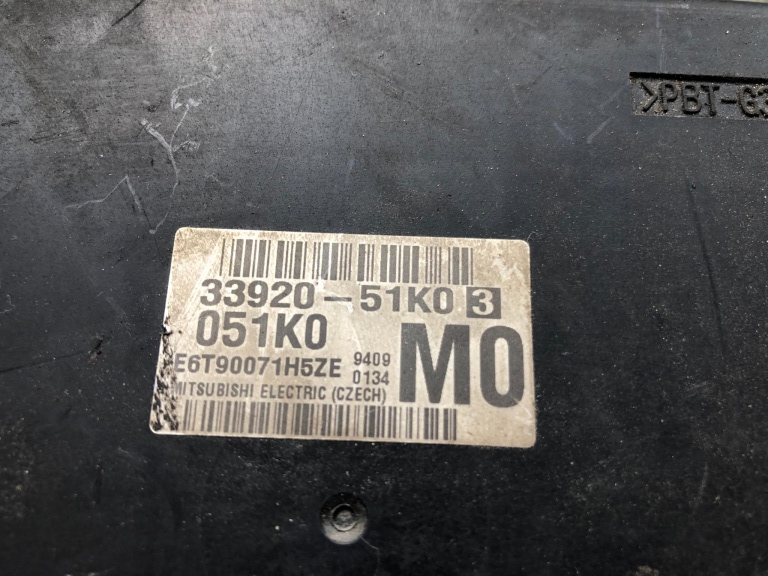 >PBT-G3
33920-51K0 3
051K0
M0
E6T90071H5ZE
9409
0134
MITSUBISHI ELECTRIC (CZECH)